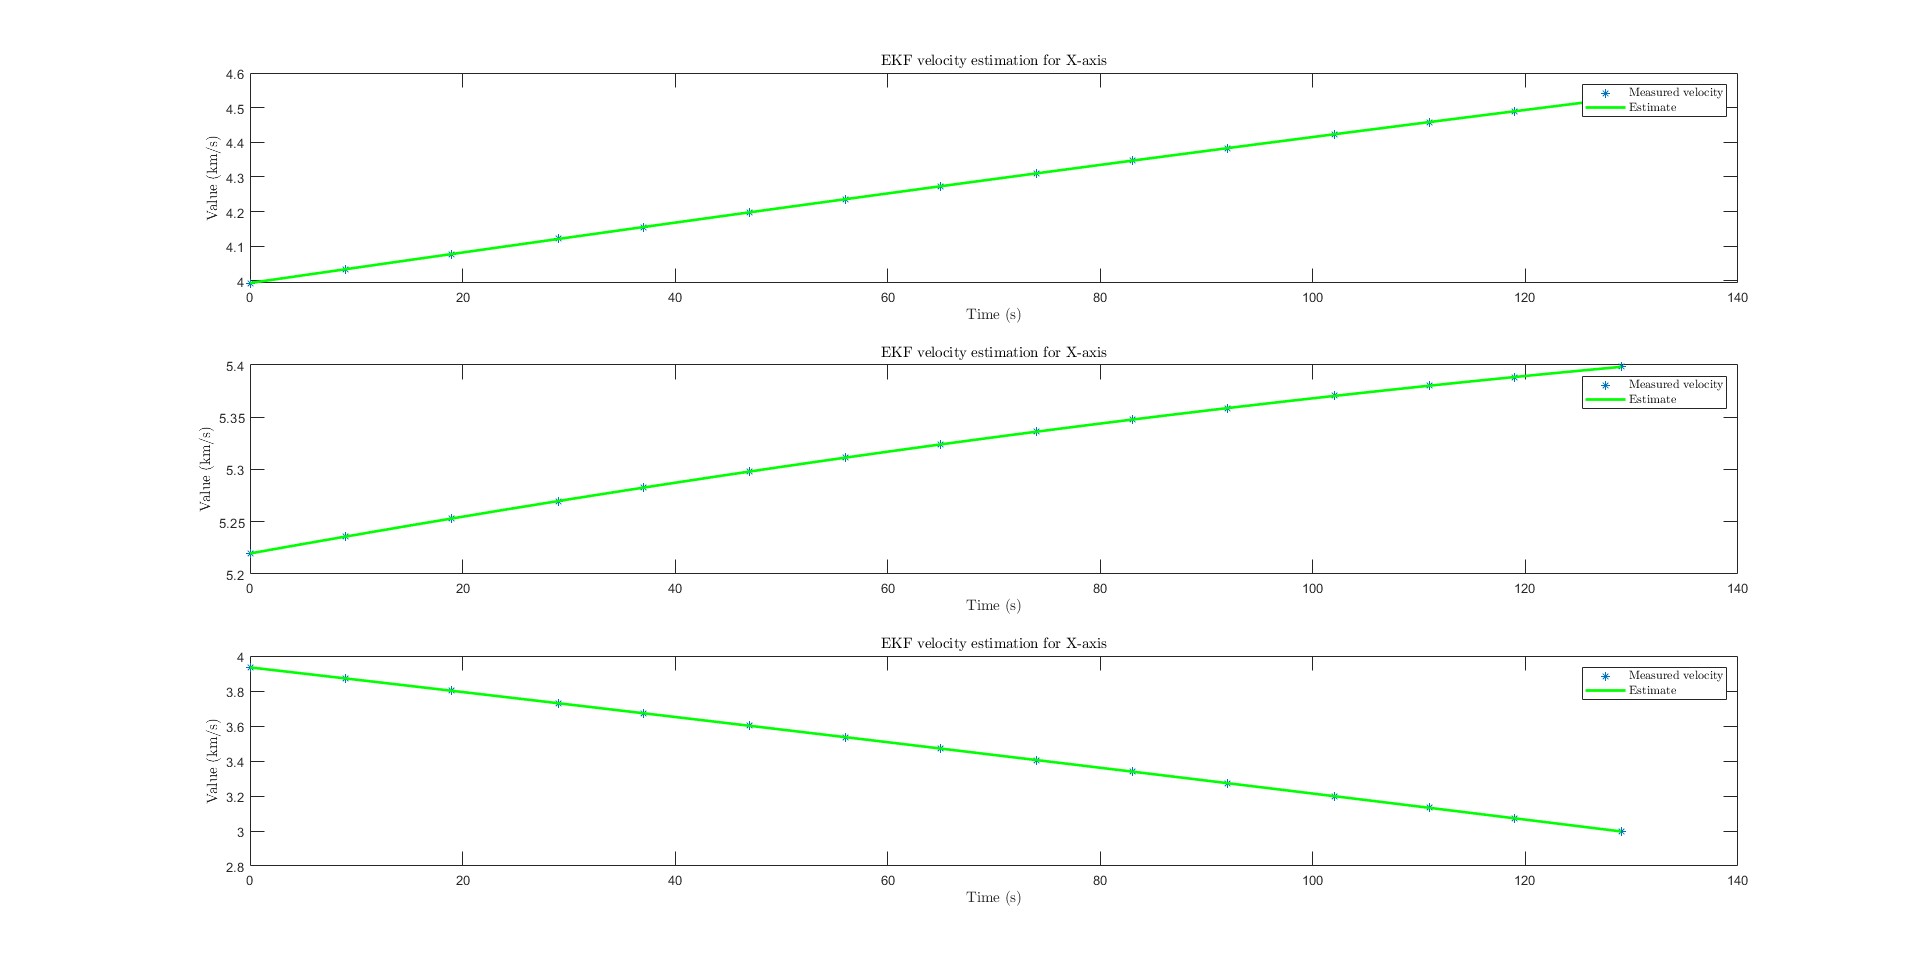 EKF velocity estimation for X-axis
4.6
4.5
4.4
4.3
4.2
4.1
4
Value (km/s)
Measured velocity
Estimate
0 20 40 60 80 100 120 140
Time (s)
EKF velocity estimation for X-axis
5.4
5.35
5.3
5.25
5.2
Value (km/s)
Measured velocity
Estimate
0 20 40 60 80 100 120 140
Time (s)
EKF velocity estimation for X-axis
4
3.8
3.6
3.4
3.2
3
2.8
Value (km/s)
Measured velocity
Estimate
0 20 40 60 80 100 120 140
Time (s)